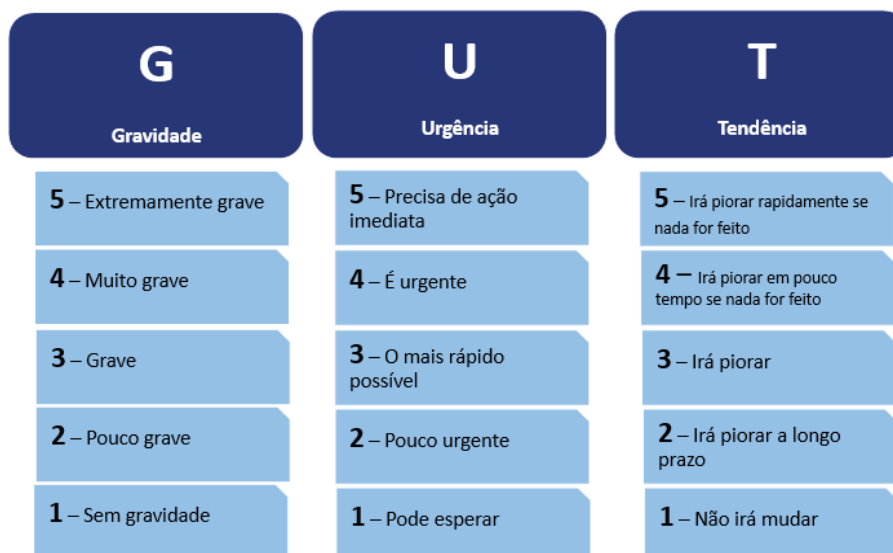 G
Gravidade
5 – Extremamente grave
4 – Muito grave
3 – Grave
2 – Pouco grave
1 – Sem gravidade
U
Urgência
5 – Precisa de ação
imediata
4 – É urgente
3 – O mais rápido
possível
2 – Pouco urgente
1 – Pode esperar
T
Tendência
5 – Irá piorar rapidamente se
nada for feito
4 – Irá piorar em pouco
tempo se nada for feito
3 – Irá piorar
2 – Irá piorar a longo
prazo
1 – Não irá mudar